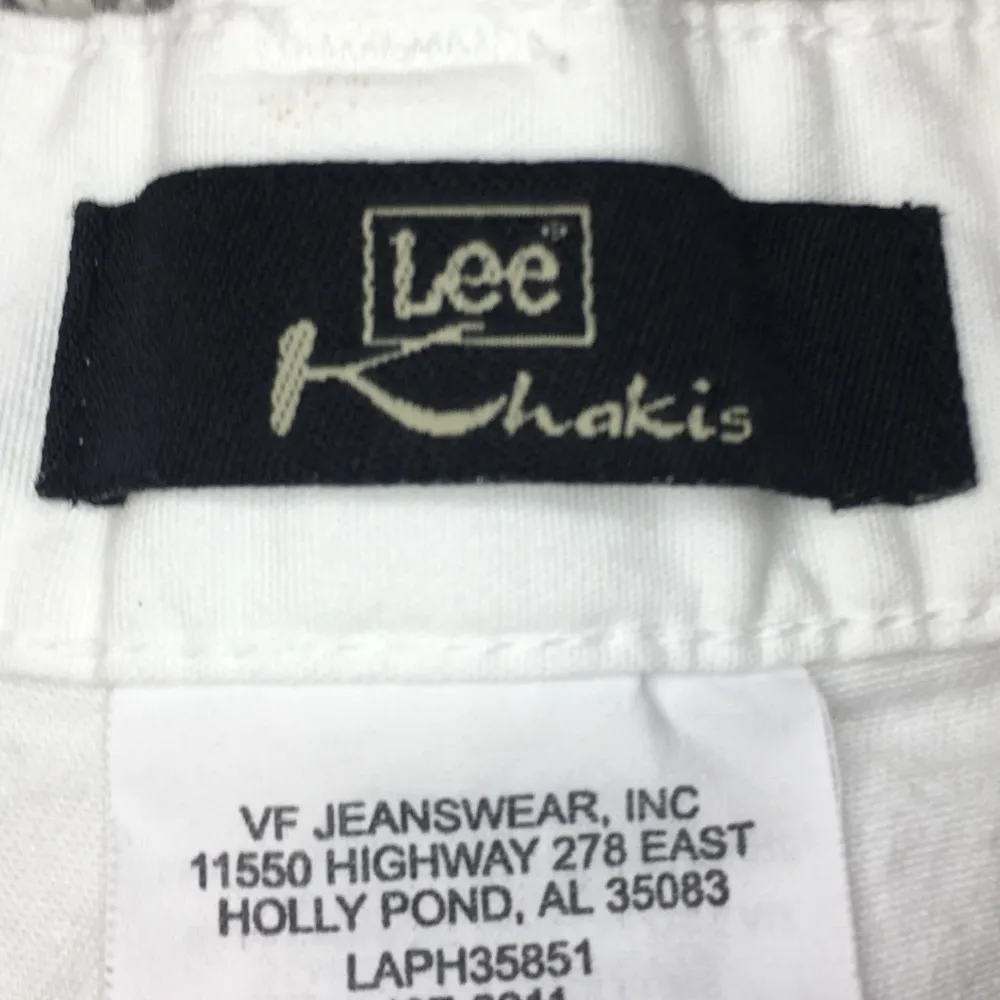 Lee®
Khakis
VF JEANSWEAR, INC
11550 HIGHWAY 278 EAST
HOLLY POND, AL 35083
LAPH35851